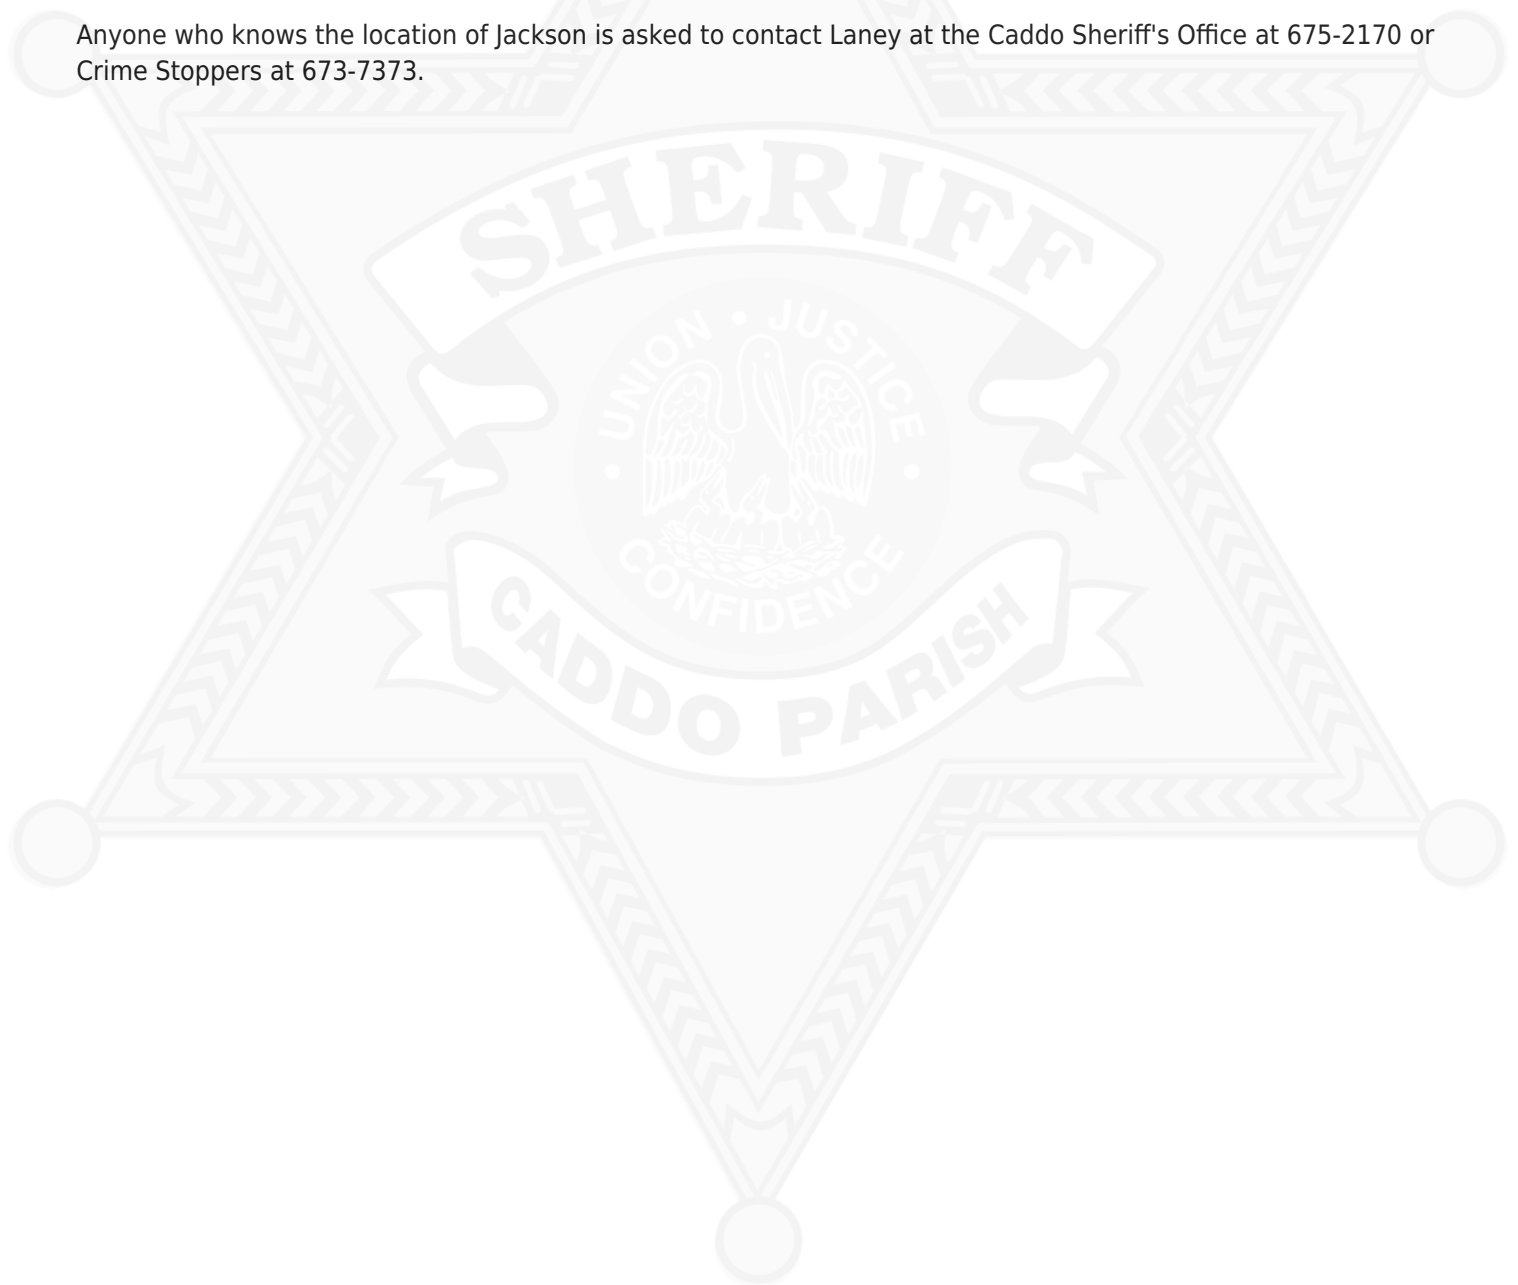 Anyone who knows the location of Jackson is asked to contact Laney at the Caddo Sheriff's Office at 675-2170 or
Crime Stoppers at 673-7373.
SHERIFF
UNION • JUSTICE
• CONFIDENCE •
CADDO PARISH